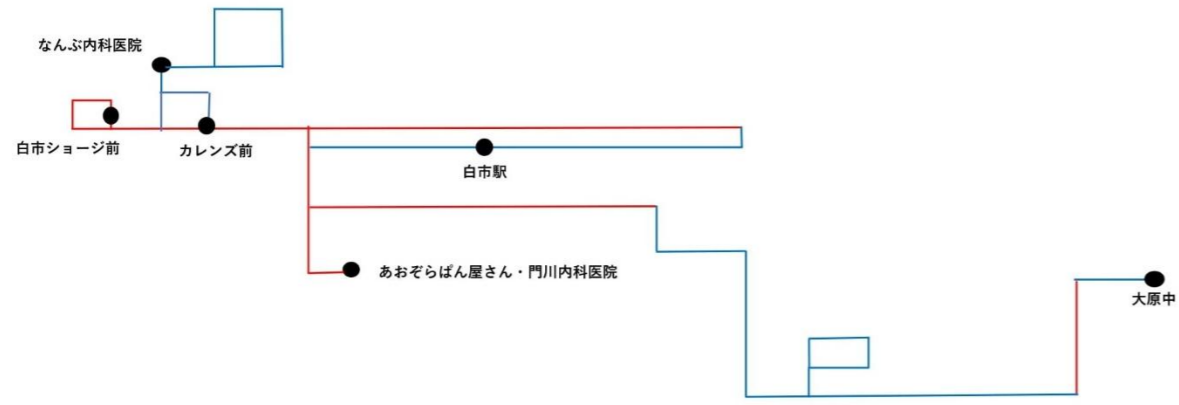 なんぶ内科医院
白市ショージ前
カレンズ前
白市駅
あおぞらぱん屋さん・門川内科医院
大原中